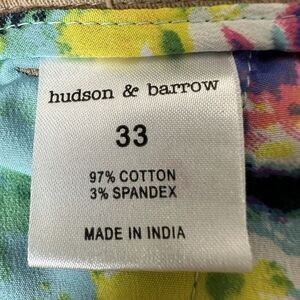 hudson & barrow
33
97% COTTON
3% SPANDEX
MADE IN INDIA